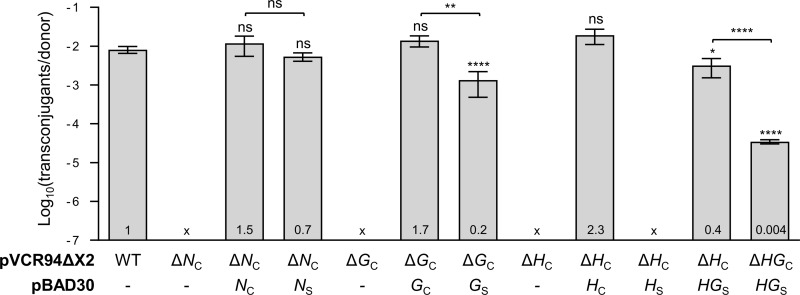 ns ** ****
ns ns ns **** ns * ****
-1
-2
-3
-4
-5
-6
-7
Log10(transconjugants/donor)
1 x 1.5 0.7 x 1.7 0.2 x 2.3 x 0.4 0.004
pVCR94ΔX2 WT ΔNC ΔNC ΔNC ΔGC ΔGC ΔGC ΔHC ΔHC ΔHC ΔHC ΔHGC
pBAD30 - - NC NS - GC GS - HC HS HGS HGS